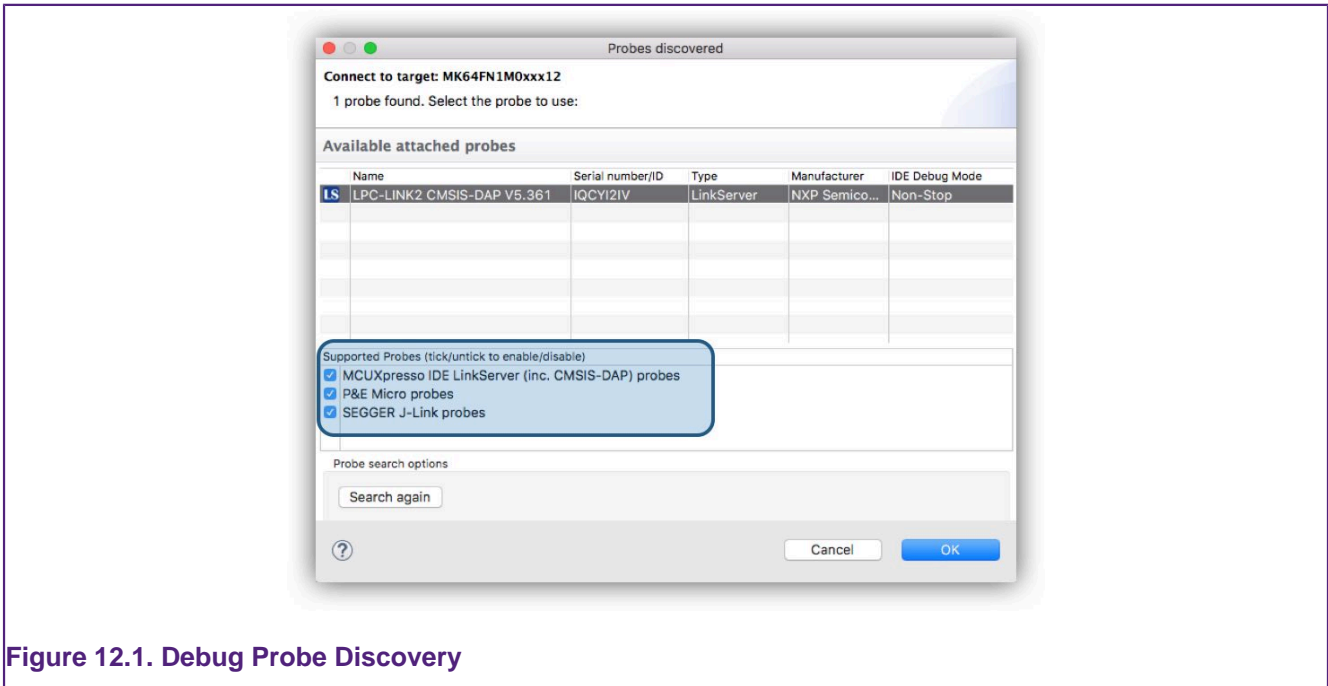 Probes discovered
Connect to target: MK64FN1M0xxx12
1 probe found. Select the probe to use:
Available attached probes
Name Serial number/ID Type Manufacturer IDE Debug Mode
LS LPC-LINK2 CMSIS-DAP V5.361 IQCYI2IV LinkServer NXP Semico... Non-Stop
Supported Probes (tick/untick to enable/disable)
MCUXpresso IDE LinkServer (inc. CMSIS-DAP) probes
P&E Micro probes
SEGGER J-Link probes
Probe search options
Search again
? Cancel OK
Figure 12.1. Debug Probe Discovery